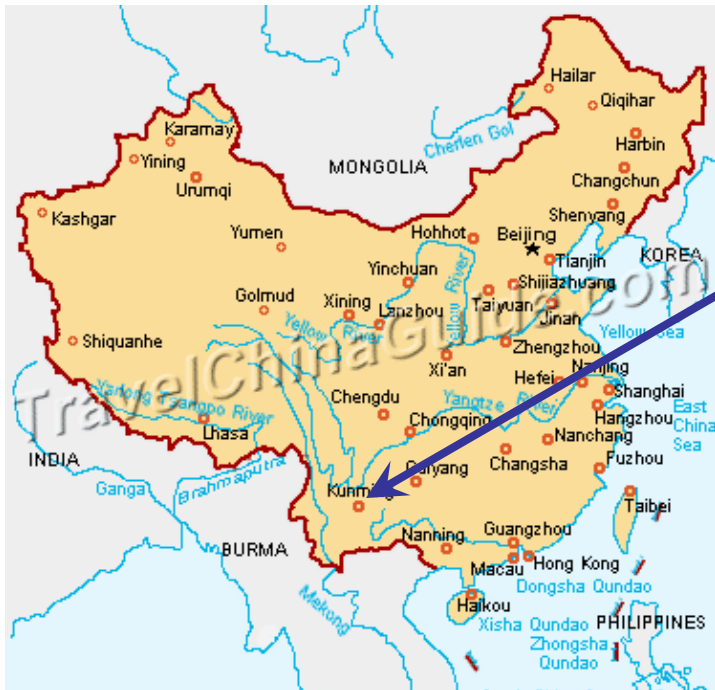 Hailar
Qiqihar
Karamay
Cherlen Gol
Harbin
Yining
MONGOLIA
Urumqi
Changchun
Kashgar
Shenyang
Yumen
Hohhot
Beijing
KOREA
Tianjin
Yinchuan
Yellow River
Shijiazhuang
Golmud
Xining
Taiyuan
Jinan
Lanzhou
Yellow River
Yellow Sea
Shiquanhe
Zhengzhou
Xi'an
TravelChinaGuide.com
Hefei
Nanjing
Yarlong Tsangpo River
Chengdu
Yangtze River
Shanghai
Chongqing
Hangzhou
East
China
Sea
Lhasa
Nanchang
INDIA
Changsha
Fuzhou
Brahmaputra
Guiyang
Ganga
Kunming
Taibei
Guangzhou
Nanning
BURMA
Macau
Hong Kong
Dongsha Qundao
Mekong
Haikou
Xisha Qundao
PHILIPPINES
Zhongsha
Qundao